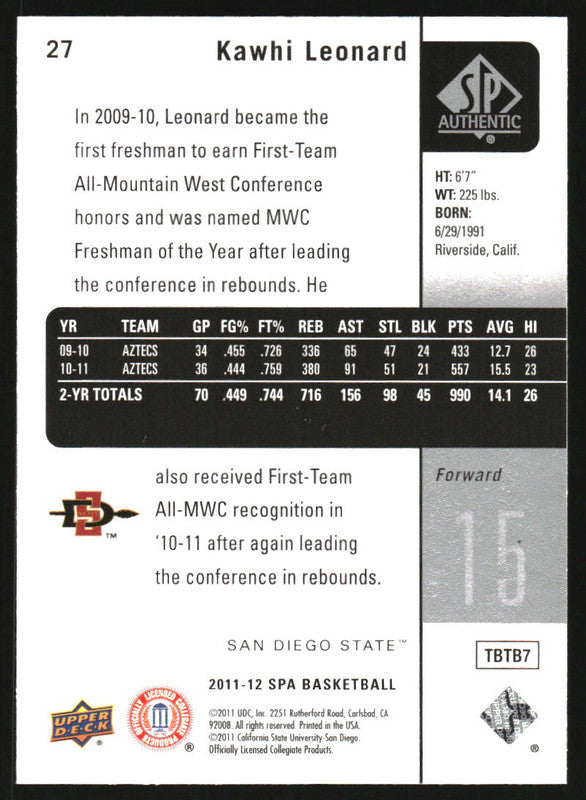 27
Kawhi Leonard
In 2009-10, Leonard became the
first freshman to earn First-Team
All-Mountain West Conference
honors and was named MWC
Freshman of the Year after leading
the conference in rebounds. He
SP
AUTHENTIC
®
HT: 6'7"
WT: 225 lbs.
BORN:
6/29/1991
Riverside, Calif.
YR TEAM GP FG% FT% REB AST STL BLK PTS AVG HI
09-10 AZTECS 34 .455 .726 336 65 47 24 433 12.7 26
10-11 AZTECS 36 .444 .759 380 91 51 21 557 15.5 23
2-YR TOTALS 70 .449 .744 716 156 98 45 990 14.1 26
also received First-Team
All-MWC recognition in
'10-11 after again leading
the conference in rebounds.
SD
™
Forward
15
SAN DIEGO STATE™
TBTB7
2011-12 SPA BASKETBALL
UPPER
DECK
OFFICIALLY LICENSED COLLEGIATE PRODUCTS
®
©2011 UDC, Inc. 2251 Rutherford Road, Carlsbad, CA
92008. All rights reserved. Printed in the USA.
©2011 California State University-San Diego.
Officially Licensed Collegiate Products.
®